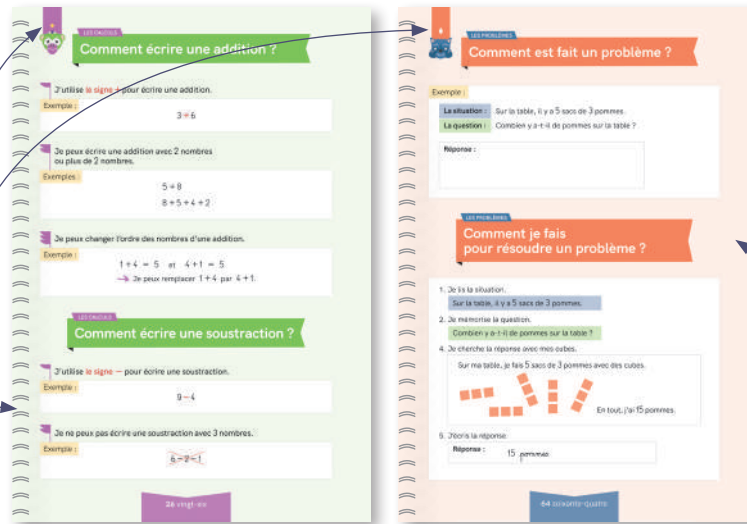 LES CALCULS
Comment écrire une addition ?
J'utilise le signe + pour écrire une addition.
Exemple :
3+6
Je peux écrire une addition avec 2 nombres
ou plus de 2 nombres.
Exemples :
5+8
8+5+4+2
Je peux changer l'ordre des nombres d'une addition.
Exemple :
1+4 = 5 et 4+1 = 5
Je peux remplacer 1+4 par 4+1.
LES CALCULS
Comment écrire une soustraction ?
J'utilise le signe — pour écrire une soustraction.
Exemple :
9-4
Je ne peux pas écrire une soustraction avec 3 nombres.
Exemple :
6-2-1
26 vingt-six
LES PROBLÈMES
Comment est fait un problème ?
Exemple :
La situation : Sur la table, il y a 5 sacs de 3 pommes.
La question : Combien y a-t-il de pommes sur la table ?
Réponse :
LES PROBLÈMES
Comment je fais
pour résoudre un problème ?
1. Je lis la situation.
Sur la table, il y a 5 sacs de 3 pommes.
2. Je mémorise la question.
Combien y a-t-il de pommes sur la table ?
4. Je cherche la réponse avec mes cubes.
Sur ma table, je fais 5 sacs de 3 pommes avec des cubes.
En tout, j'ai 15 pommes.
5. J'écris la réponse.
Réponse : 15 pommes
64 soixante-quatre